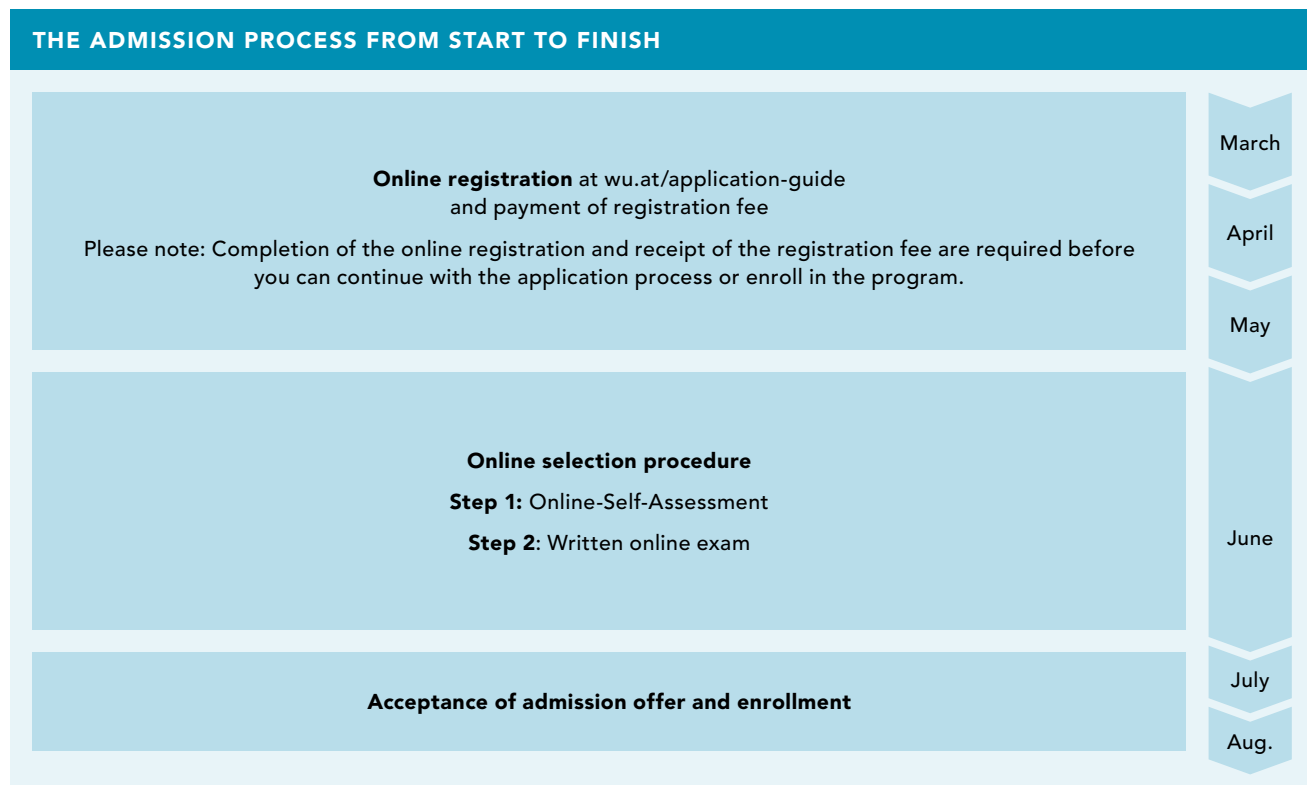 THE ADMISSION PROCESS FROM START TO FINISH
Online registration at wu.at/application-guide
and payment of registration fee
Please note: Completion of the online registration and receipt of the registration fee are required before
you can continue with the application process or enroll in the program.
March
April
May
Online selection procedure
Step 1: Online-Self-Assessment
Step 2: Written online exam
June
Acceptance of admission offer and enrollment
July
Aug.